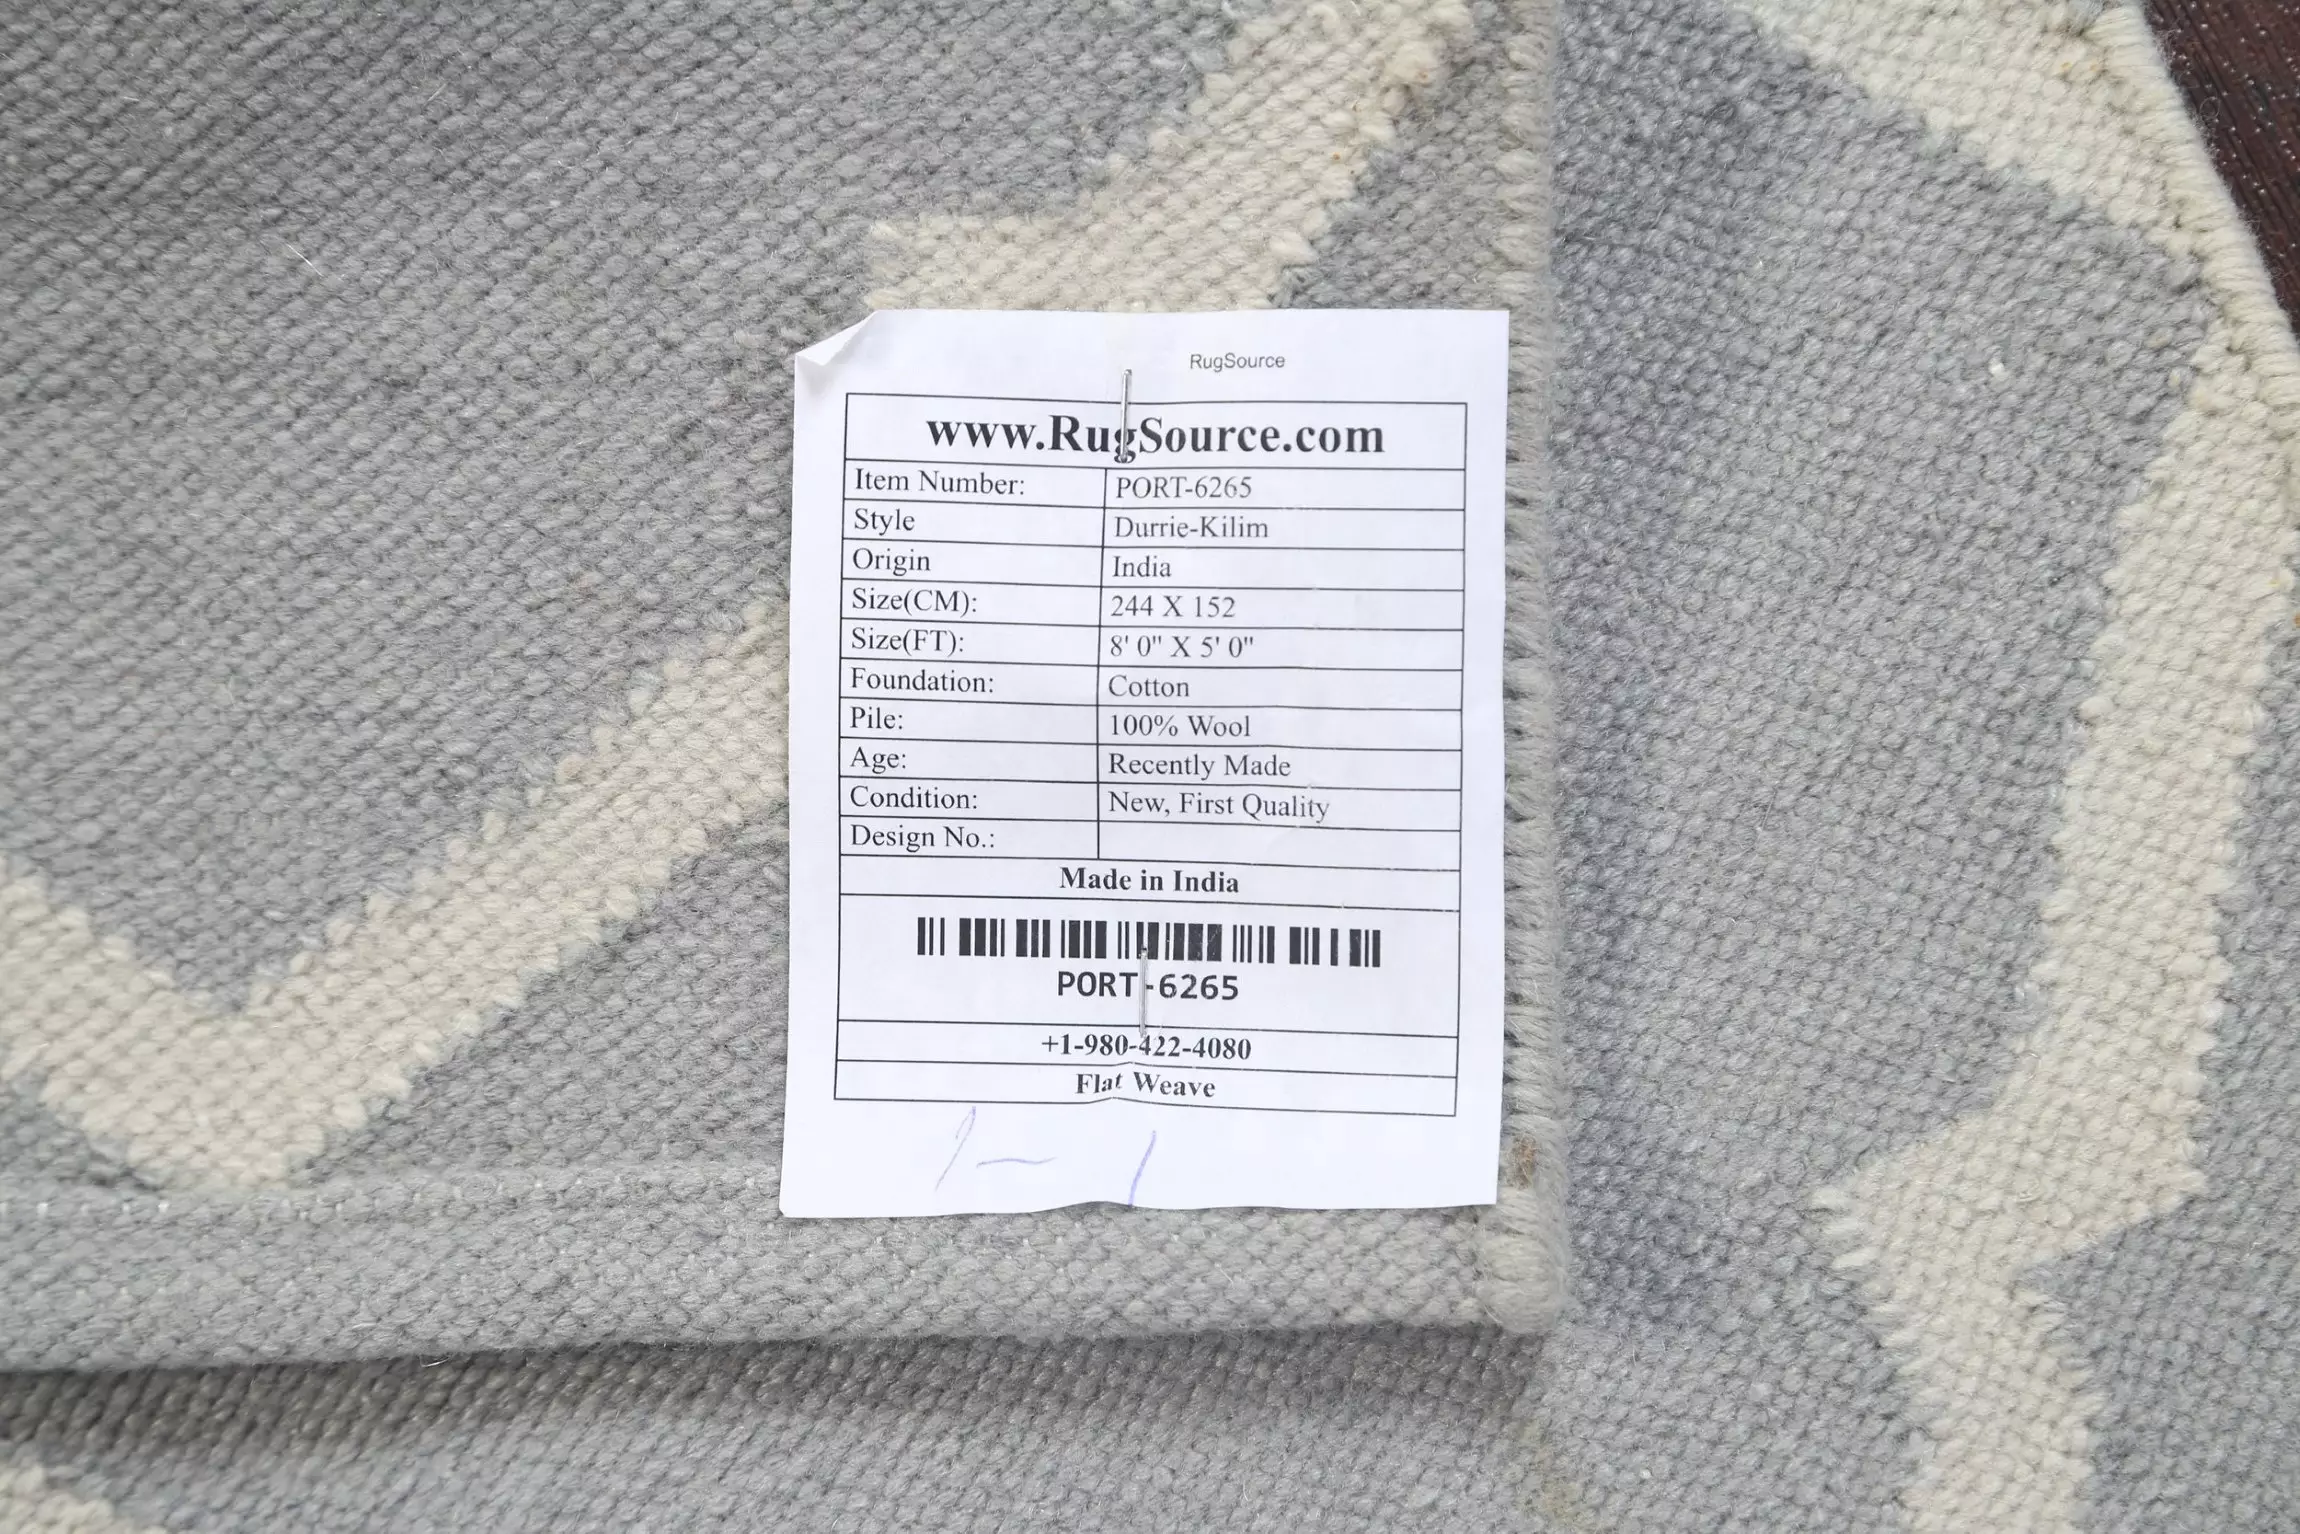 RugSource
www.RugSource.com
Item Number: PORT-6265
Style Durrie-Kilim
Origin India
Size(CM): 244 X 152
Size(FT): 8' 0" X 5' 0"
Foundation: Cotton
Pile: 100% Wool
Age: Recently Made
Condition: New, First Quality
Design No.:
Made in India
PORT-6265
+1-980-422-4080
Flat Weave